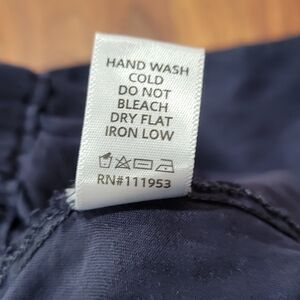 HAND WASH
COLD
DO NOT
BLEACH
DRY FLAT
IRON LOW
RN#111953